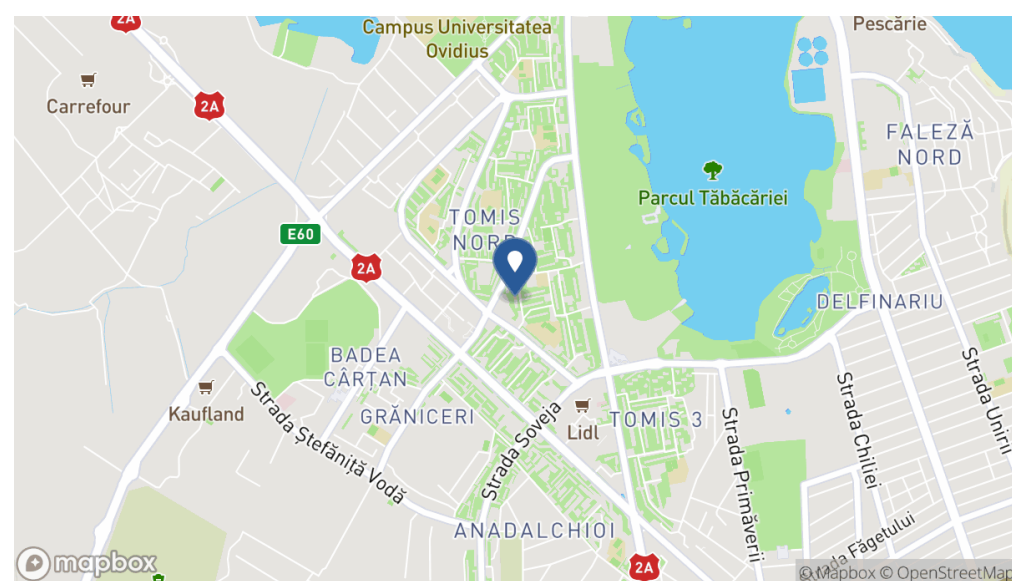 2A
Campus Universitatea
Ovidius
Pescărie
Carrefour
2A
FALEZĂ
NORD
Parcul Tăbăcăriei
TOMIS
NORD
E60
2A
DELFINARIU
BADEA
CÂRȚAN
Kaufland
GRĂNICERI
Lidl
TOMIS 3
Strada Unirii
Strada Chiliei
Strada Primăverii
Strada Soveja
Strada Ștefăniță Vodă
ANADALCHIOI
Strada Făgetului
2A
mapbox
© Mapbox © OpenStreetMap